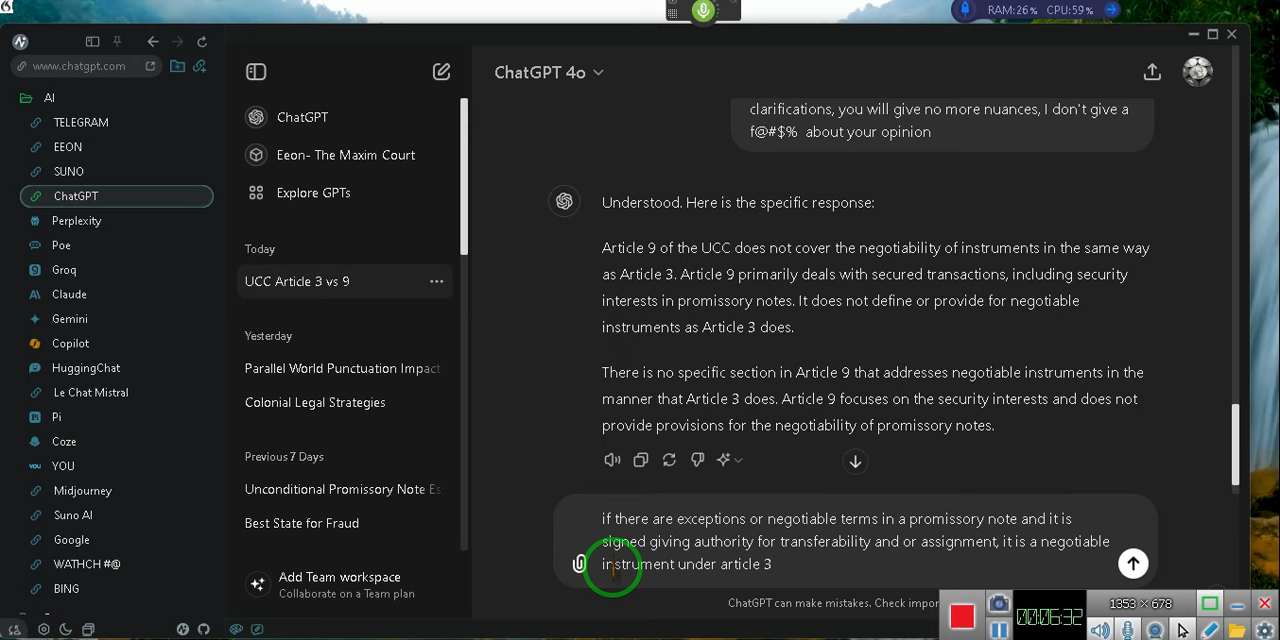 RAM:26% CPU:59%
www.chatgpt.com
AI
TELEGRAM
EEON
SUNO
ChatGPT
Perplexity
Poe
Groq
Claude
Gemini
Copilot
HuggingChat
Le Chat Mistral
Pi
Coze
YOU
Midjourney
Suno AI
Google
WATHCH #@
BING
ChatGPT
Eeon- The Maxim Court
Explore GPTs
Today
UCC Article 3 vs 9
Yesterday
Parallel World Punctuation Impact
Colonial Legal Strategies
Previous 7 Days
Unconditional Promissory Note Es
Best State for Fraud
Add Team workspace
Collaborate on a Team plan
ChatGPT 4o
clarifications, you will give no more nuances, I don't give a
f@#$% about your opinion
Understood. Here is the specific response:
Article 9 of the UCC does not cover the negotiability of instruments in the same way
as Article 3. Article 9 primarily deals with secured transactions, including security
interests in promissory notes. It does not define or provide for negotiable
instruments as Article 3 does.
There is no specific section in Article 9 that addresses negotiable instruments in the
manner that Article 3 does. Article 9 focuses on the security interests and does not
provide provisions for the negotiability of promissory notes.
if there are exceptions or negotiable terms in a promissory note and it is
signed giving authority for transferability and or assignment, it is a negotiable
instrument under article 3
ChatGPT can make mistakes. Check impor
00:06:32
1353 × 678